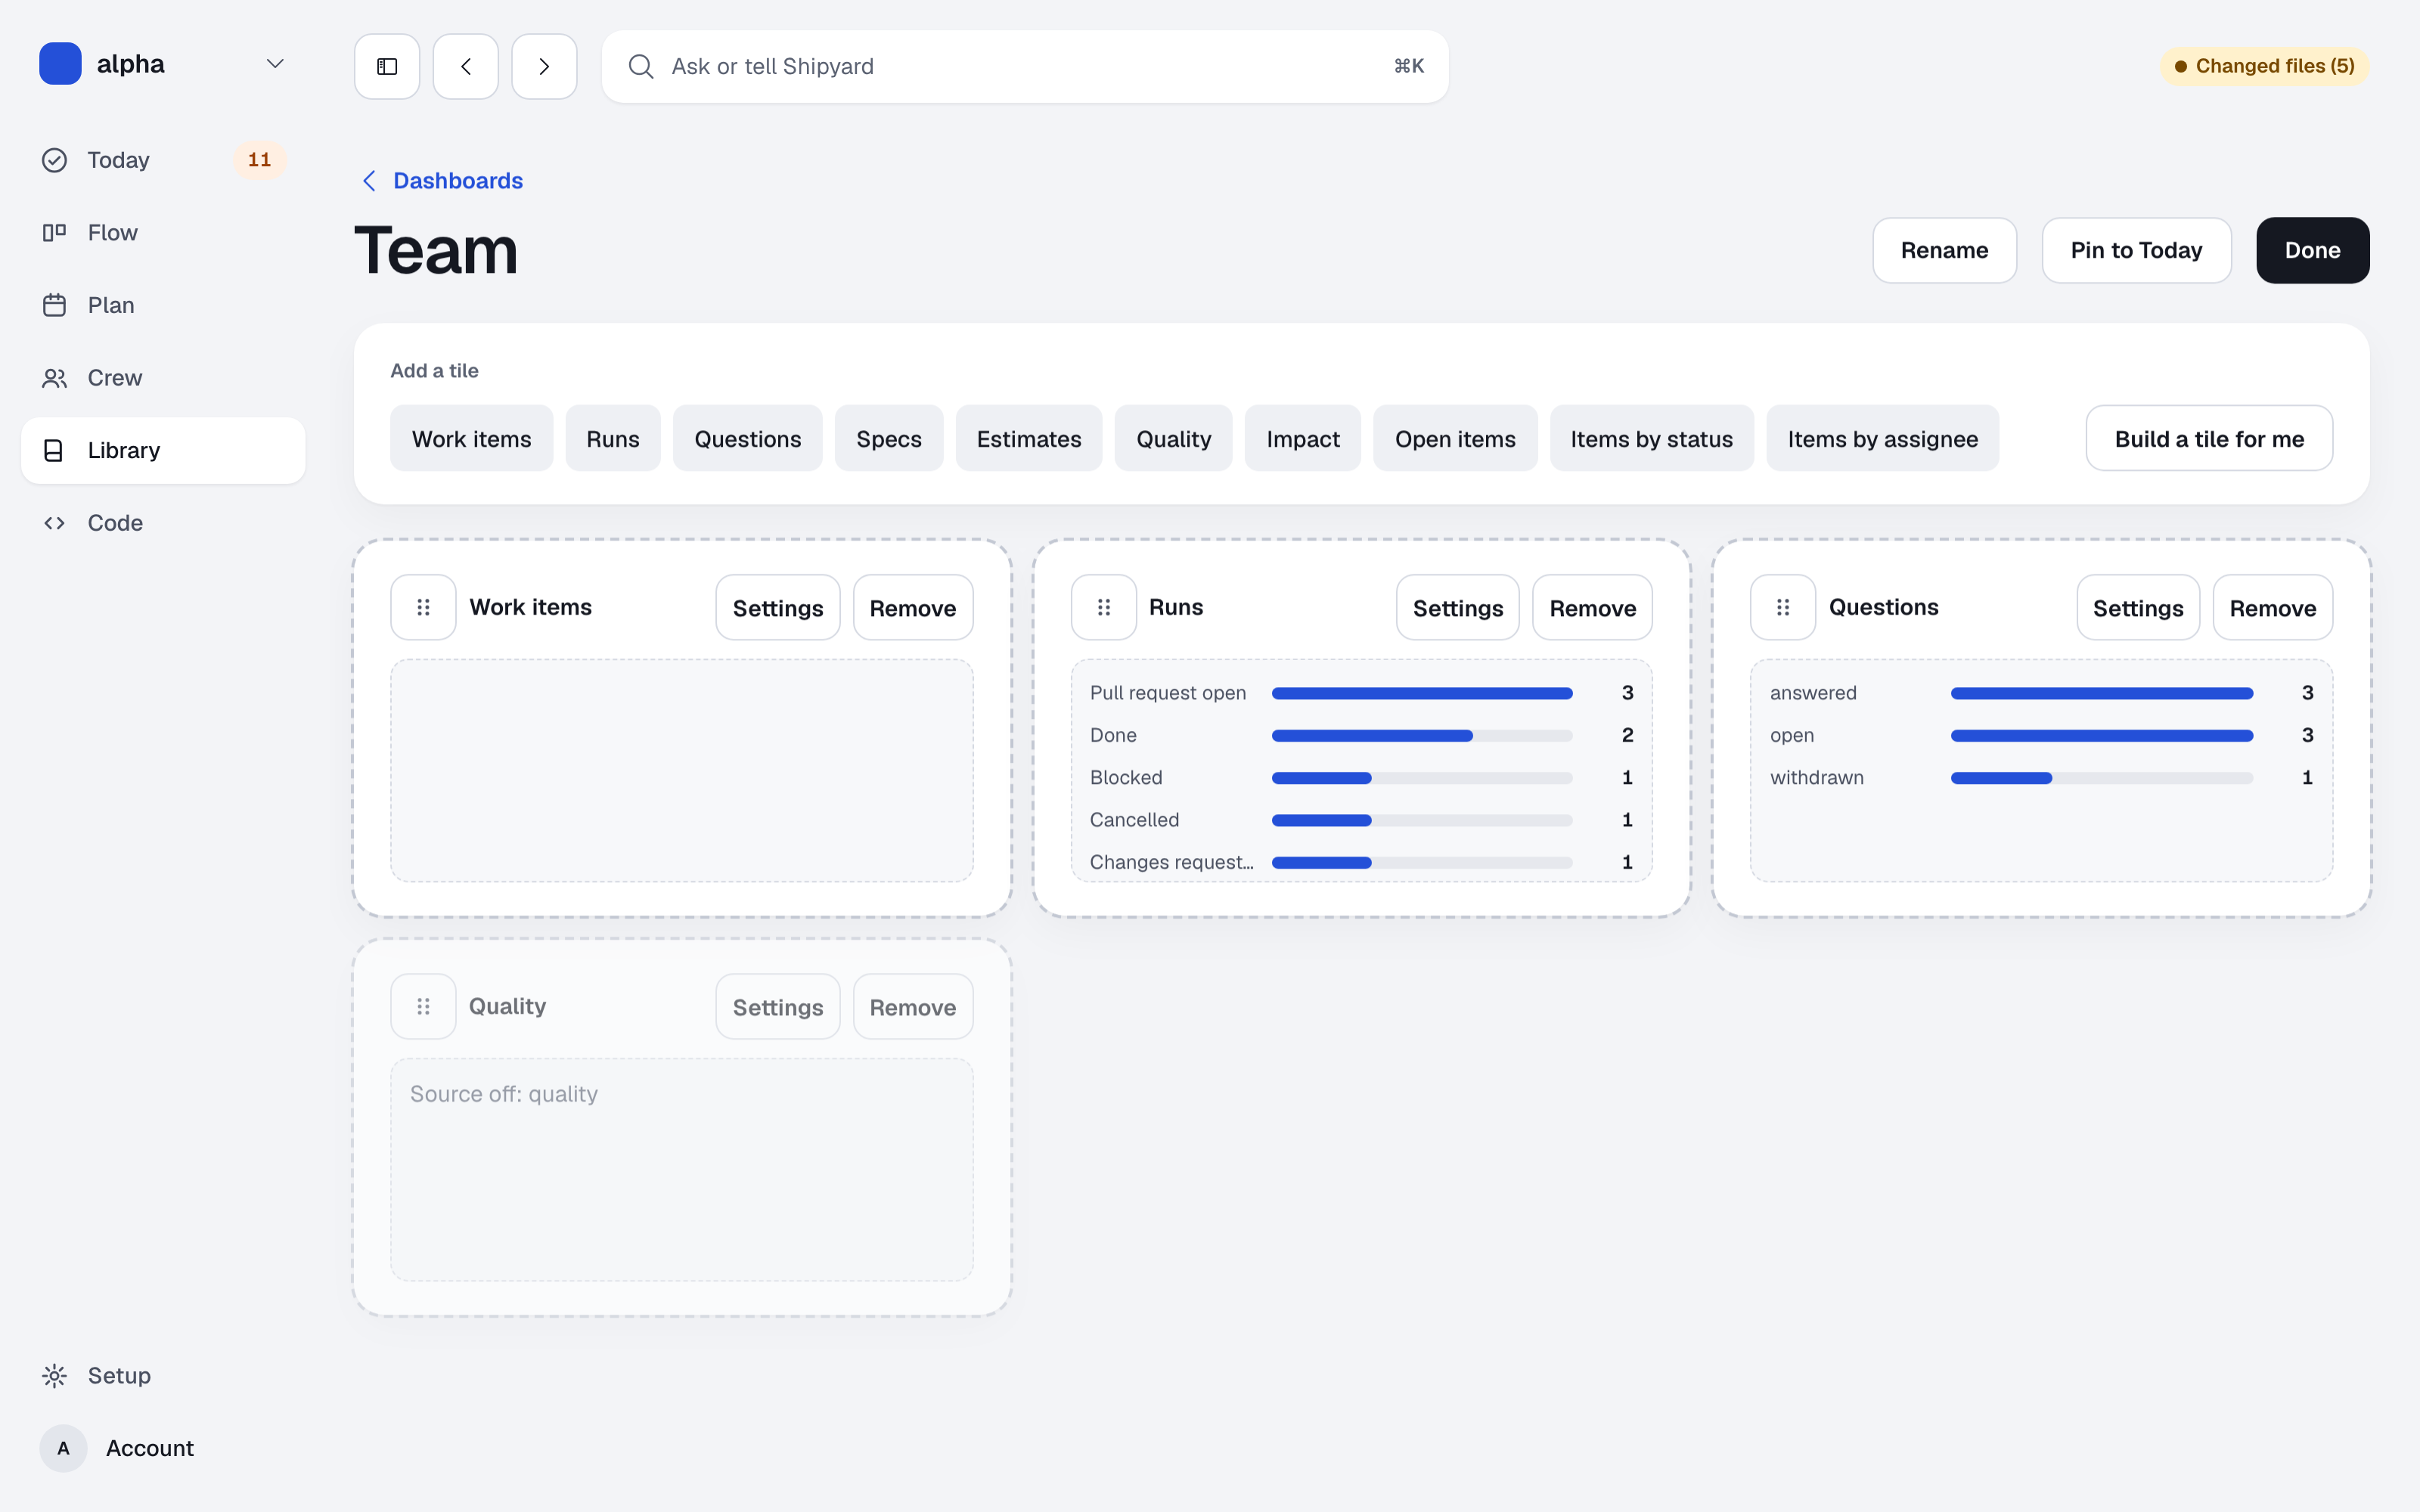 alpha
Ask or tell Shipyard ⌘K
Changed files (5)
Today 11
Flow
Plan
Crew
Library
Code
Dashboards
Team
Rename
Pin to Today
Done
Add a tile
Work items
Runs
Questions
Specs
Estimates
Quality
Impact
Open items
Items by status
Items by assignee
Build a tile for me
Work items Settings Remove
Runs Settings Remove
Pull request open 3
Done 2
Blocked 1
Cancelled 1
Changes request… 1
Questions Settings Remove
answered 3
open 3
withdrawn 1
Quality Settings Remove
Source off: quality
Setup
A Account